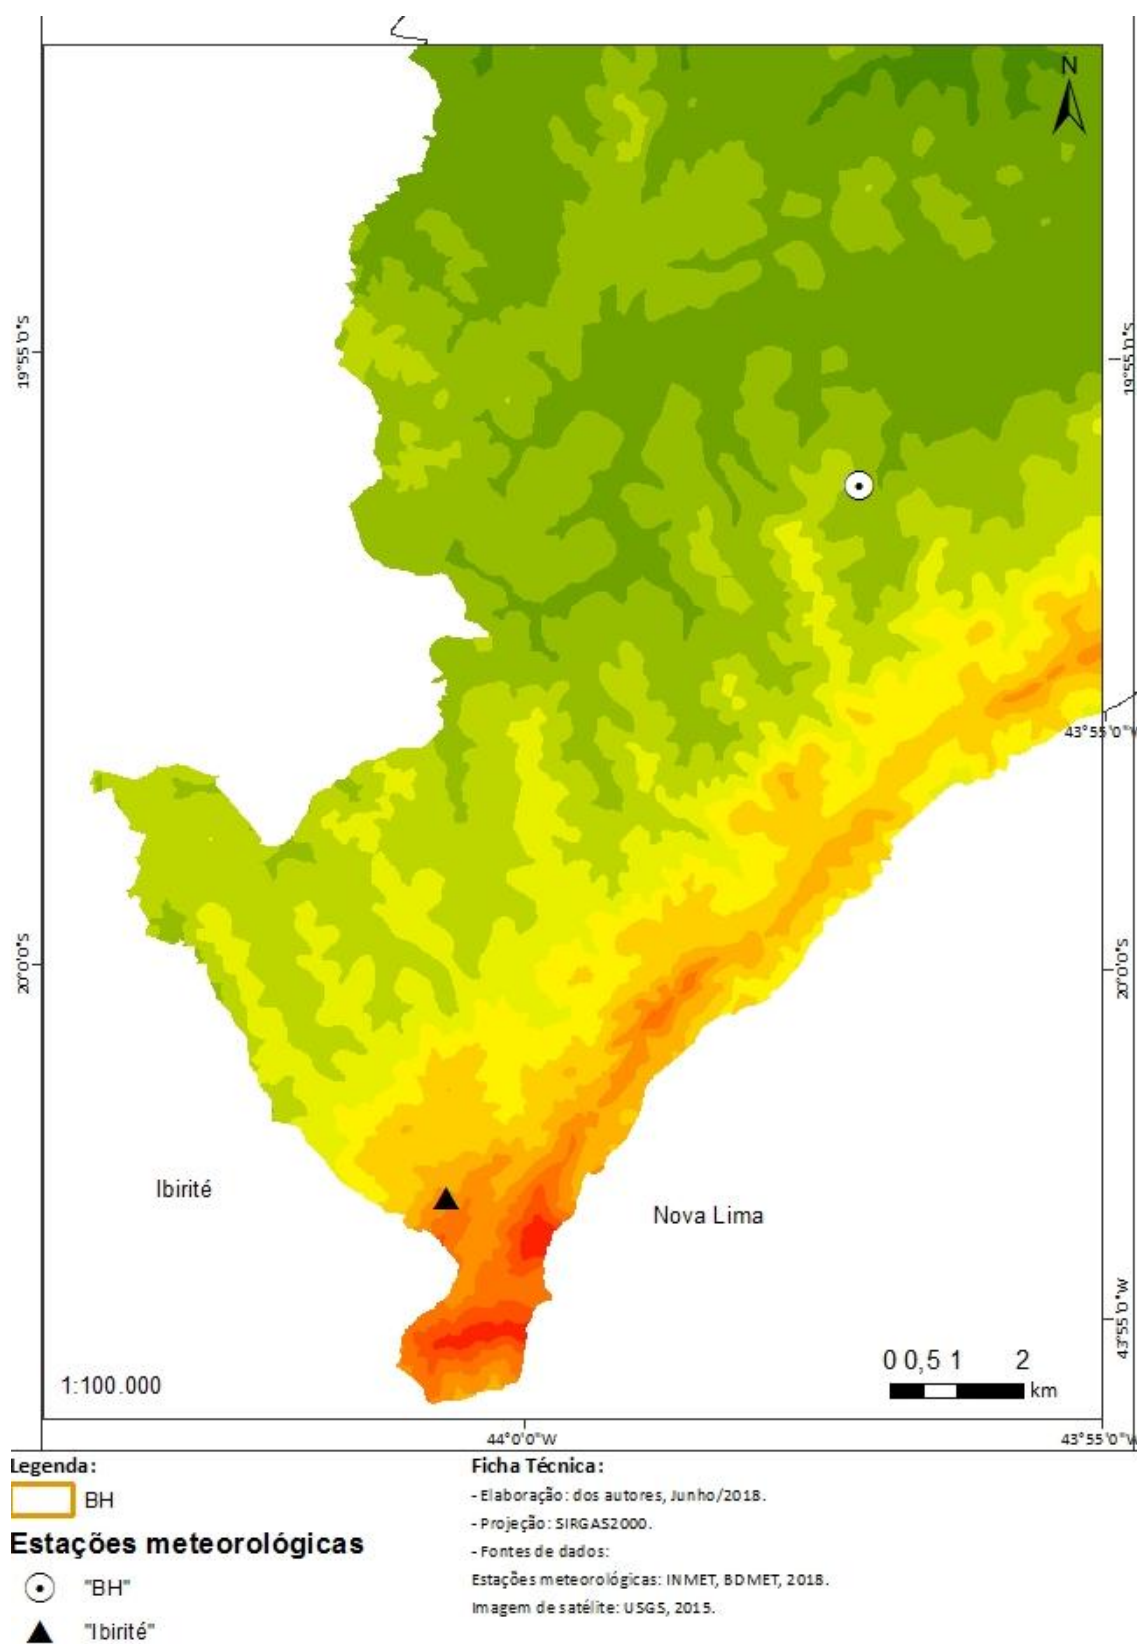 N
19°55'0"S
19°55'0"S
43°55'0"W
20°0'0"S
20°0'0"S
Ibirité
Nova Lima
43°55'0"W
0 0,5 1 2
km
1:100.000
44°0'0"W
43°55'0"W
Legenda:
BH
Estações meteorológicas
"BH"
"Ibirité"
Ficha Técnica:
- Elaboração: dos autores, Junho/2018.
- Projeção: SIRGAS2000.
- Fontes de dados:
Estações meteorológicas: INMET, BDMET, 2018.
Imagem de satélite: USGS, 2015.